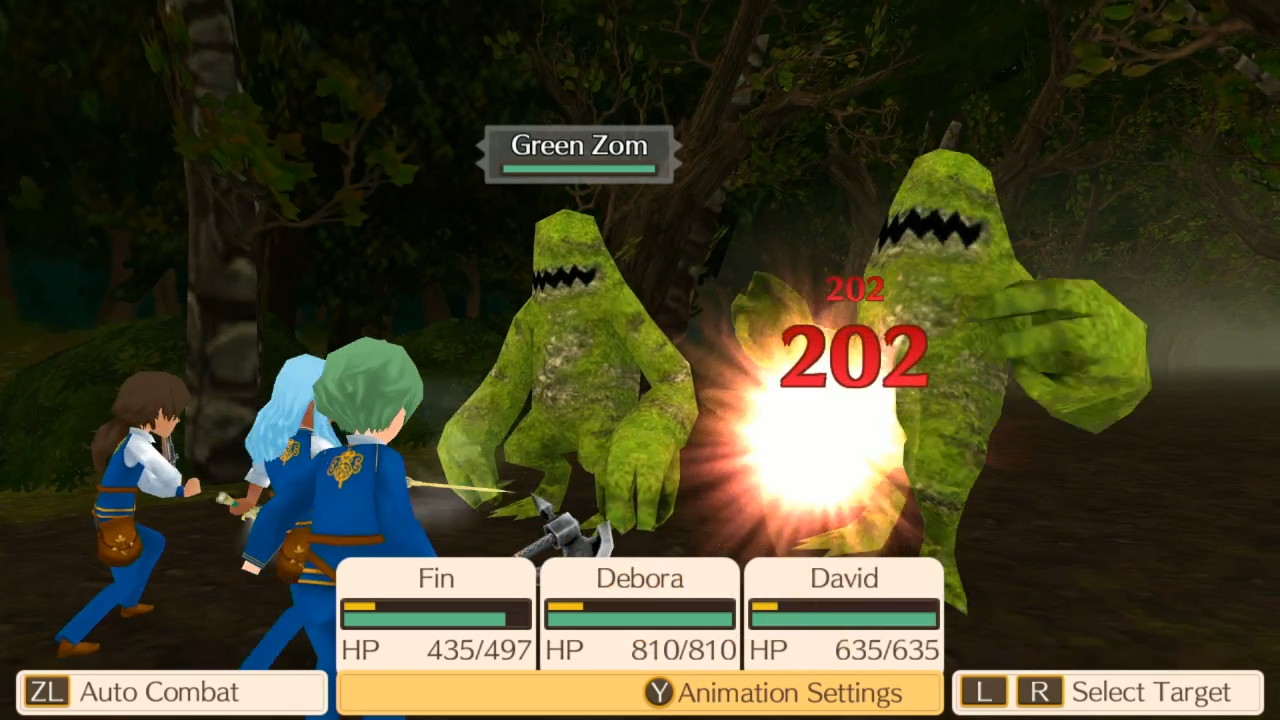 Green Zom
202
202
Fin
HP 435/497
Debora
HP 810/810
David
HP 635/635
ZL Auto Combat
Y Animation Settings
L R Select Target